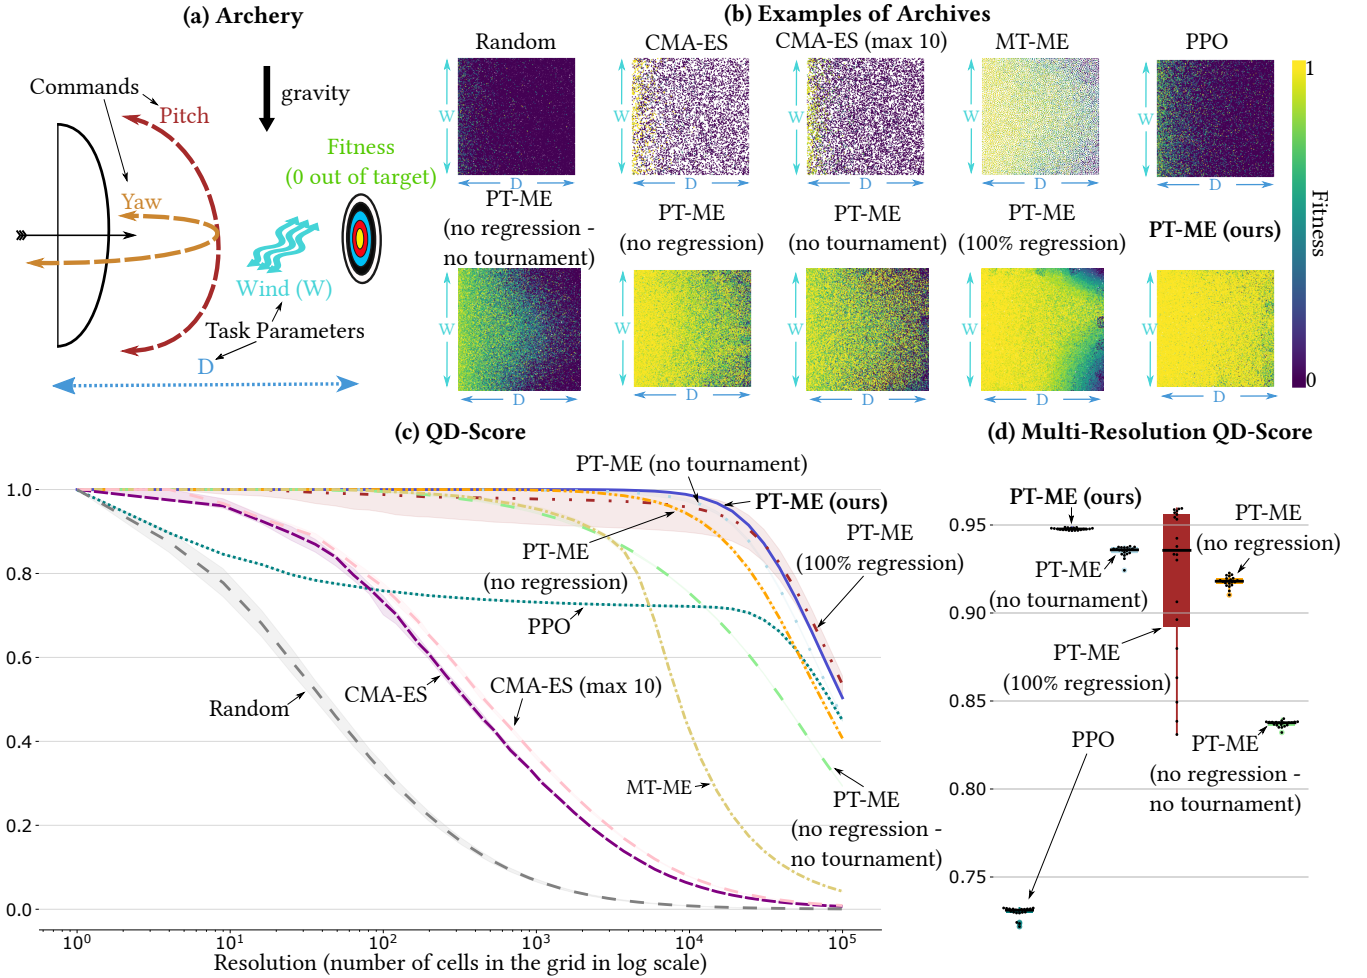 (a) Archery
Commands
Pitch
gravity
Fitness
(0 out of target)
Yaw
Wind (W)
Task Parameters
D
(b) Examples of Archives
Random
CMA-ES
CMA-ES (max 10)
MT-ME
PPO
W
W
W
W
W
D
D
D
D
D
PT-ME
(no regression -
no tournament)
PT-ME
(no regression)
PT-ME
(no tournament)
PT-ME
(100% regression)
PT-ME (ours)
W
W
W
W
W
D
D
D
D
D
1
Fitness
0
(c) QD-Score
PT-ME (no tournament)
PT-ME (ours)
PT-ME
(100% regression)
PT-ME
(no regression)
PPO
CMA-ES
CMA-ES (max 10)
Random
MT-ME
PT-ME
(no regression -
no tournament)
1.0
0.8
0.6
0.4
0.2
0.0
10⁰
10¹
10²
10³
10⁴
10⁵
Resolution (number of cells in the grid in log scale)
(d) Multi-Resolution QD-Score
PT-ME (ours)
PT-ME
(no regression)
PT-ME
(no tournament)
PT-ME
(100% regression)
PPO
PT-ME
(no regression -
no tournament)
0.95
0.90
0.85
0.80
0.75